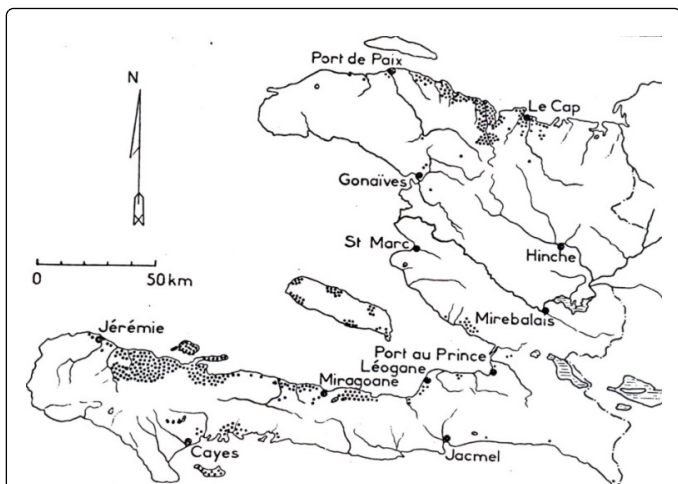 Port de Paix
N
Le Cap
Gonaïves
St Marc
Hinche
0 50 km
Mirebalais
Jérémie
Port au Prince
Léogane
Miragoane
Cayes
Jacmel